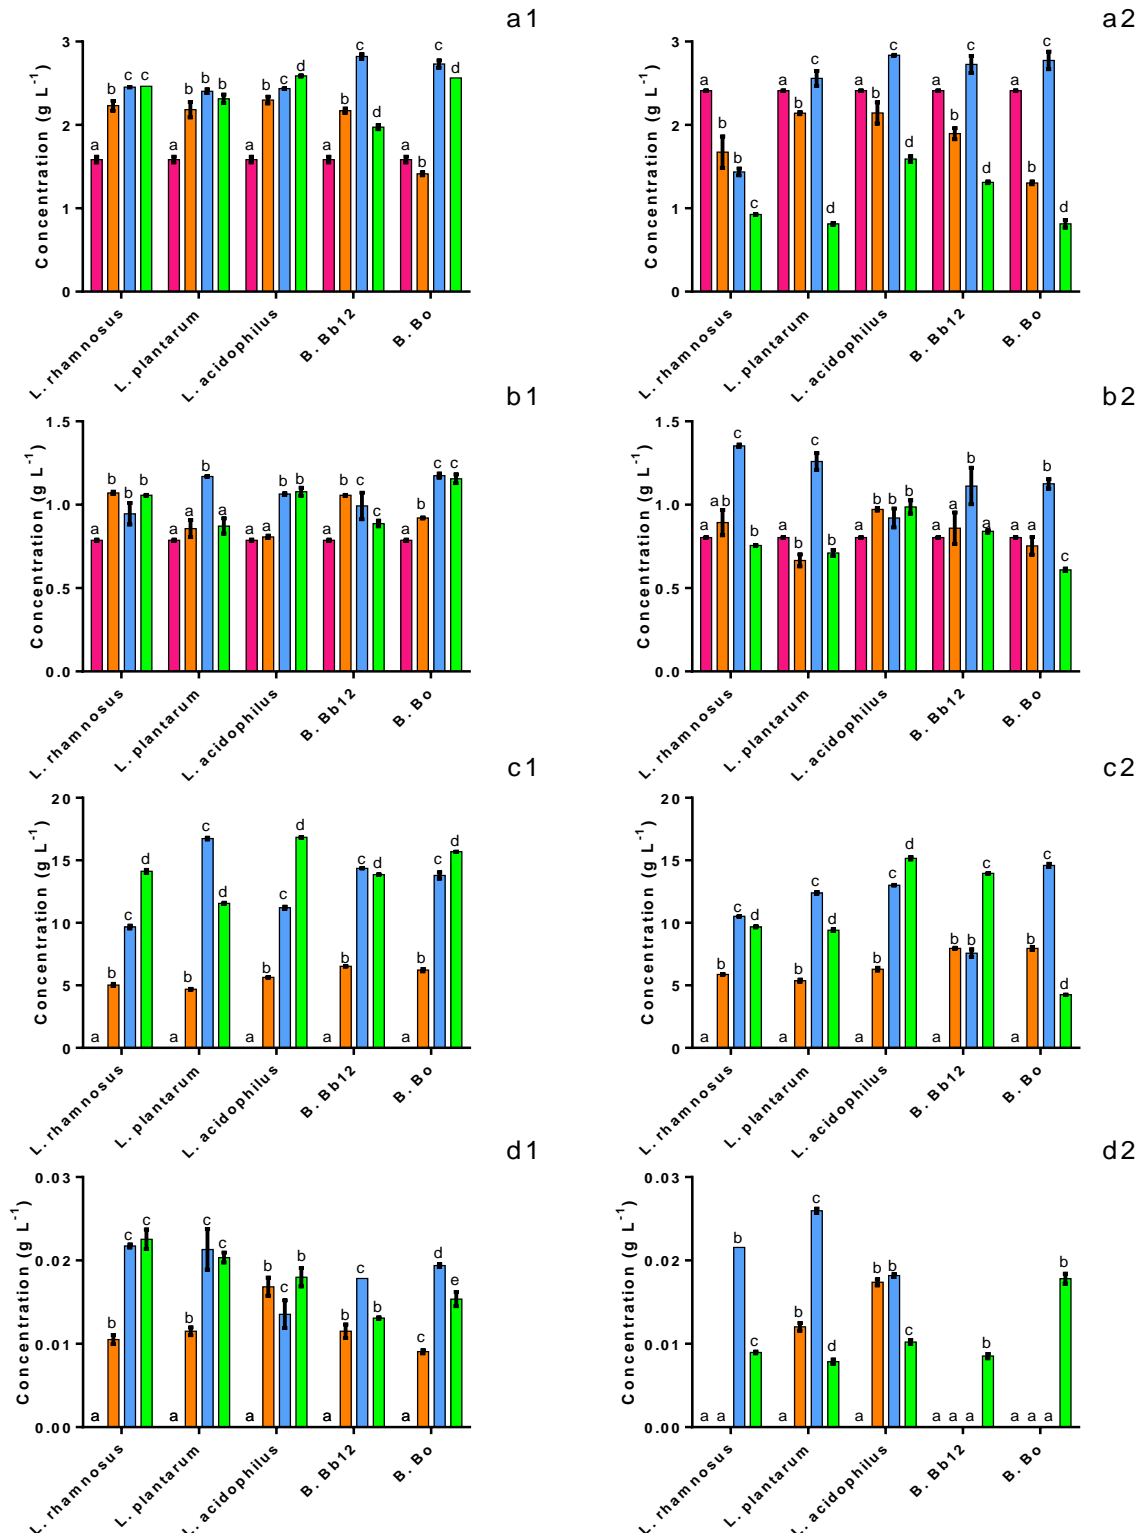 a1
Concentration (g L-1)
3
2
1
0
a b c c a b b b a b c d a b c d a b c d
L. rhamnosus
L. plantarum
L. acidophilus
B. Bb12
B. Bo
a2
Concentration (g L-1)
3
2
1
0
a b b c a b c d a b c d a b c d a b c d
L. rhamnosus
L. plantarum
L. acidophilus
B. Bb12
B. Bo
b1
Concentration (g L-1)
1.5
1.0
0.5
0.0
a b b b a a b a a a c b a b c c a b c c
L. rhamnosus
L. plantarum
L. acidophilus
B. Bb12
B. Bo
b2
Concentration (g L-1)
1.5
1.0
0.5
0.0
a ab c b a b c b a b b b a a b a a a b c
L. rhamnosus
L. plantarum
L. acidophilus
B. Bb12
B. Bo
c1
Concentration (g L-1)
20
15
10
5
0
a b c d a b c d a b c d a b c d a b c d
L. rhamnosus
L. plantarum
L. acidophilus
B. Bb12
B. Bo
c2
Concentration (g L-1)
20
15
10
5
0
a b c d a b c d a b c d a b b c a b c d
L. rhamnosus
L. plantarum
L. acidophilus
B. Bb12
B. Bo
d1
Concentration (g L-1)
0.03
0.02
0.01
0.00
a b c c a b c c a b c b a b c b a c d e
L. rhamnosus
L. plantarum
L. acidophilus
B. Bb12
B. Bo
d2
Concentration (g L-1)
0.03
0.02
0.01
0.00
a a b c a b c d a b b c a a a b a a a b
L. rhamnosus
L. plantarum
L. acidophilus
B. Bb12
B. Bo